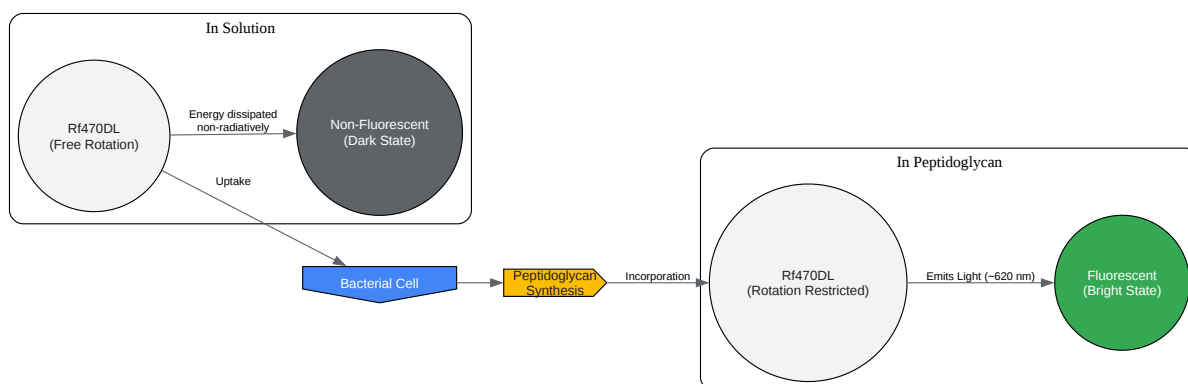 In Solution
Rf470DL
(Free Rotation)
Energy dissipated
non-radiatively
Non-Fluorescent
(Dark State)
Uptake
Bacterial Cell
Peptidoglycan
Synthesis
Incorporation
In Peptidoglycan
Rf470DL
(Rotation Restricted)
Emits Light (~620 nm)
Fluorescent
(Bright State)